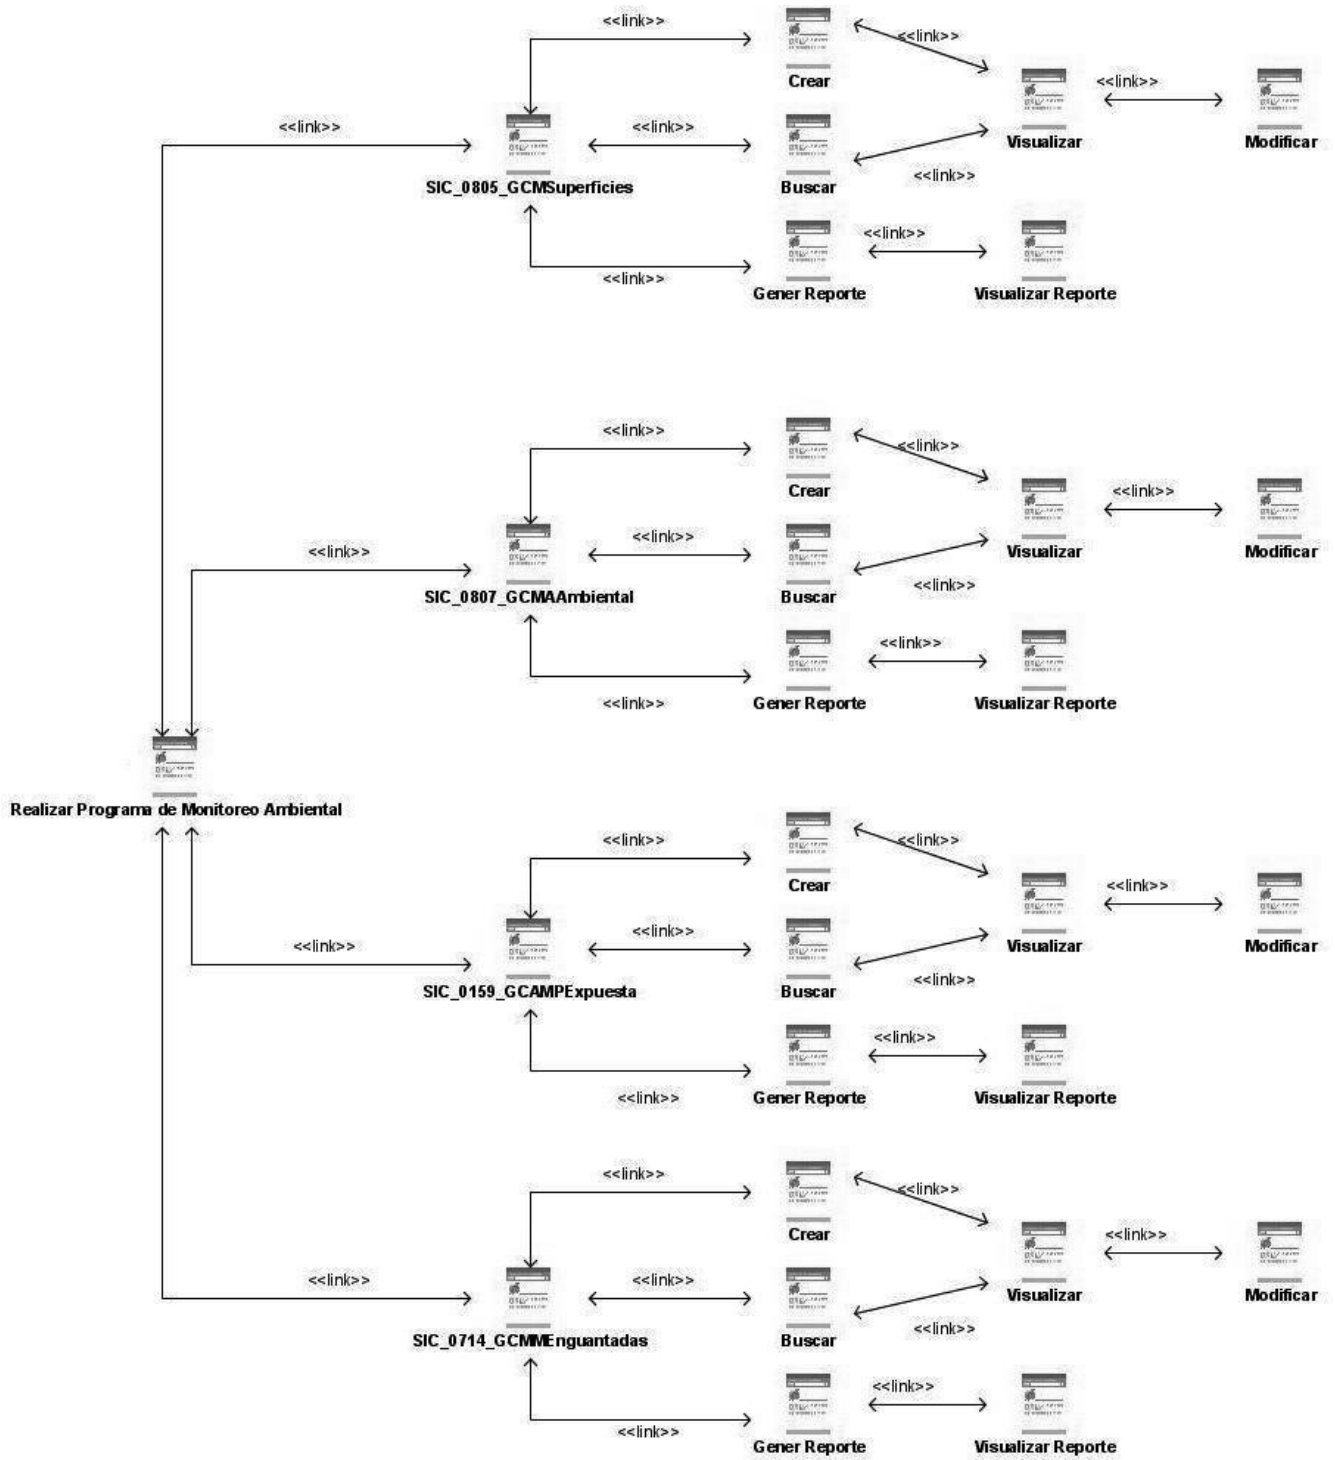 <<link>>
<<link>>
Crear
<<link>>
Visualizar
Modificar
<<link>>
<<link>>
<<link>>
SIC_0805_GCMSuperficies
Buscar
<<link>>
<<link>>
<<link>>
Gener Reporte
Visualizar Reporte
<<link>>
<<link>>
Crear
<<link>>
Visualizar
Modificar
<<link>>
<<link>>
<<link>>
SIC_0807_GCMAAmbiental
Buscar
<<link>>
<<link>>
<<link>>
Gener Reporte
Visualizar Reporte
Realizar Programa de Monitoreo Ambiental
<<link>>
<<link>>
Crear
<<link>>
Visualizar
Modificar
<<link>>
<<link>>
<<link>>
SIC_0159_GCAMPExpuesta
Buscar
<<link>>
<<link>>
<<link>>
Gener Reporte
Visualizar Reporte
<<link>>
<<link>>
Crear
<<link>>
Visualizar
Modificar
<<link>>
<<link>>
<<link>>
SIC_0714_GCMMEnguantadas
Buscar
<<link>>
<<link>>
<<link>>
Gener Reporte
Visualizar Reporte